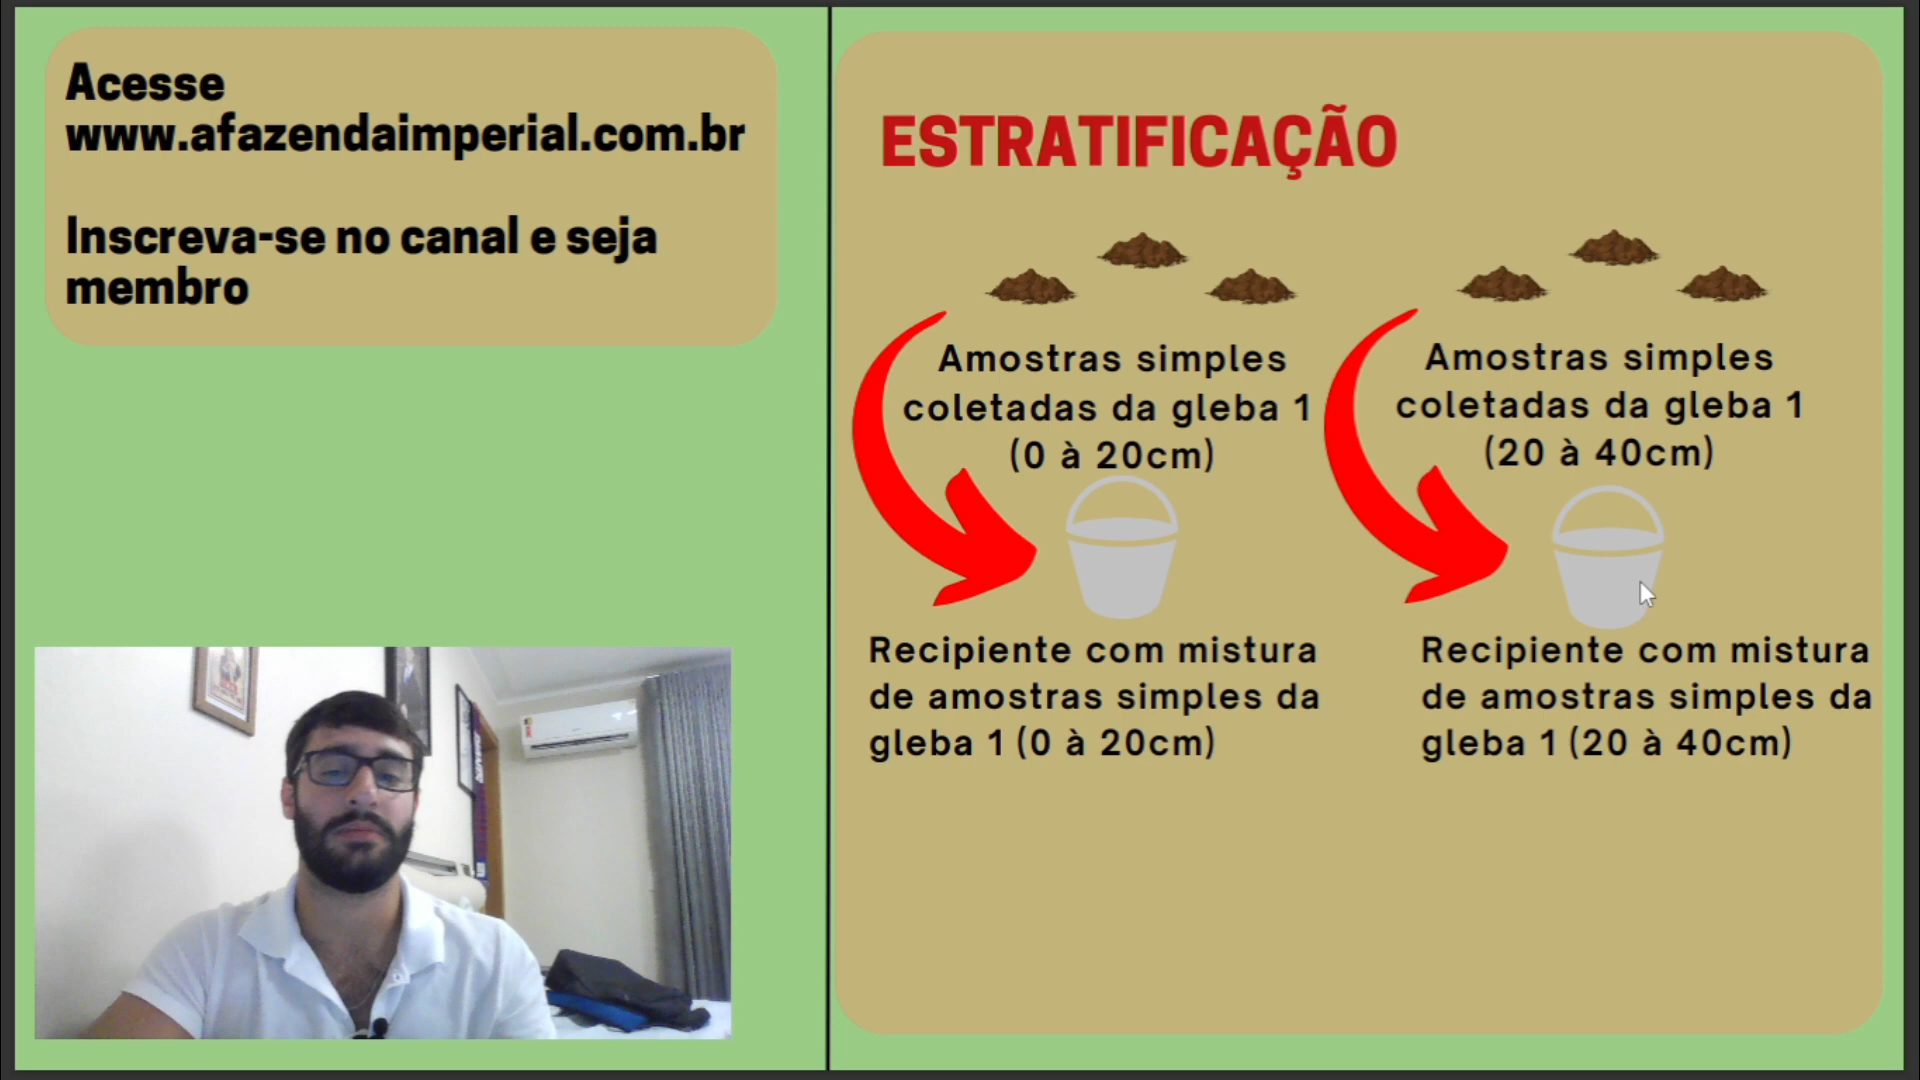 Acesse
www.afazendaimperial.com.br
Inscreva-se no canal e seja
membro
ESTRATIFICAÇÃO
Amostras simples
coletadas da gleba 1
(0 à 20cm)
Amostras simples
coletadas da gleba 1
(20 à 40cm)
Recipiente com mistura
de amostras simples da
gleba 1 (0 à 20cm)
Recipiente com mistura
de amostras simples da
gleba 1 (20 à 40cm)